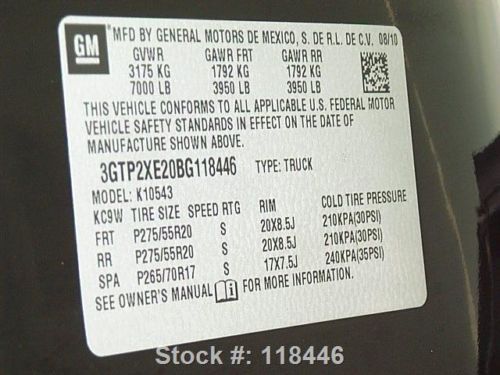 GM
MFD BY GENERAL MOTORS DE MEXICO, S. DE R.L. DE C.V. 08/10
GVWR GAWR FRT GAWR RR
3175 KG 1792 KG 1792 KG
7000 LB 3950 LB 3950 LB
THIS VEHICLE CONFORMS TO ALL APPLICABLE U.S. FEDERAL MOTOR
VEHICLE SAFETY STANDARDS IN EFFECT ON THE DATE OF
MANUFACTURE SHOWN ABOVE.
3GTP2XE20BG118446 TYPE: TRUCK
MODEL: K10543
KC9W TIRE SIZE SPEED RTG RIM COLD TIRE PRESSURE
FRT P275/55R20 S 20X8.5J 210KPA(30PSI)
RR P275/55R20 S 20X8.5J 210KPA(30PSI)
SPA P265/70R17 S 17X7.5J 240KPA(35PSI)
SEE OWNER'S MANUAL FOR MORE INFORMATION.
Stock #: 118446